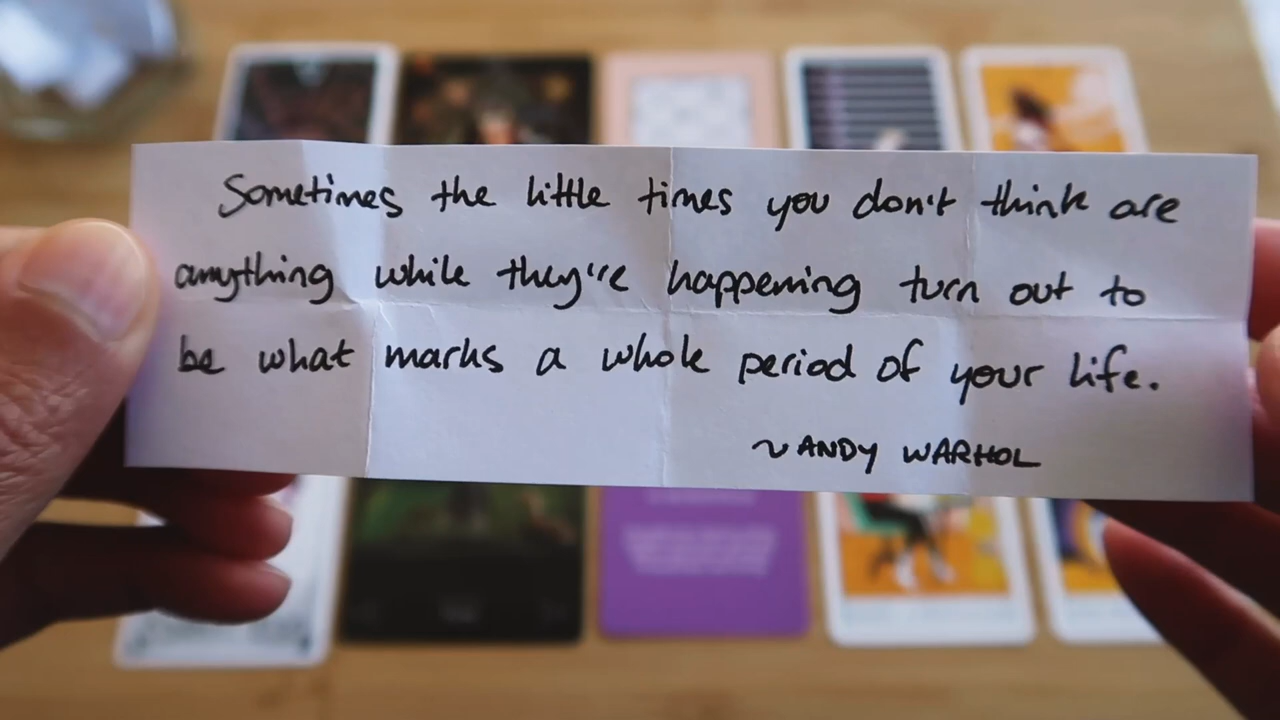 Sometimes the little times you don't think are
anything while they're happening turn out to
be what marks a whole period of your life.
~ANDY WARHOL